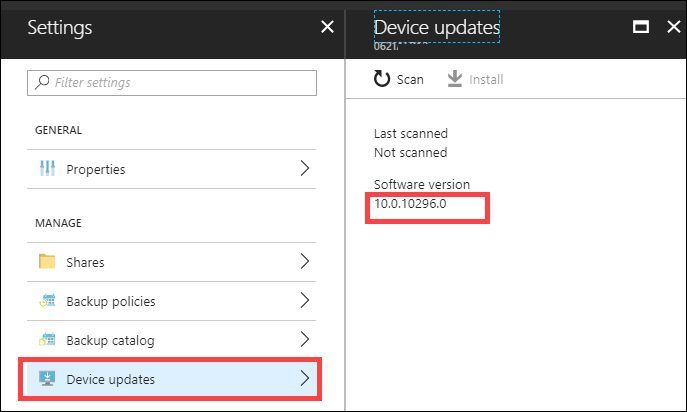 Settings
Filter settings
GENERAL
Properties
MANAGE
Shares
Backup policies
Backup catalog
Device updates
Device updates
0621.
Scan
Install
Last scanned
Not scanned
Software version
10.0.10296.0